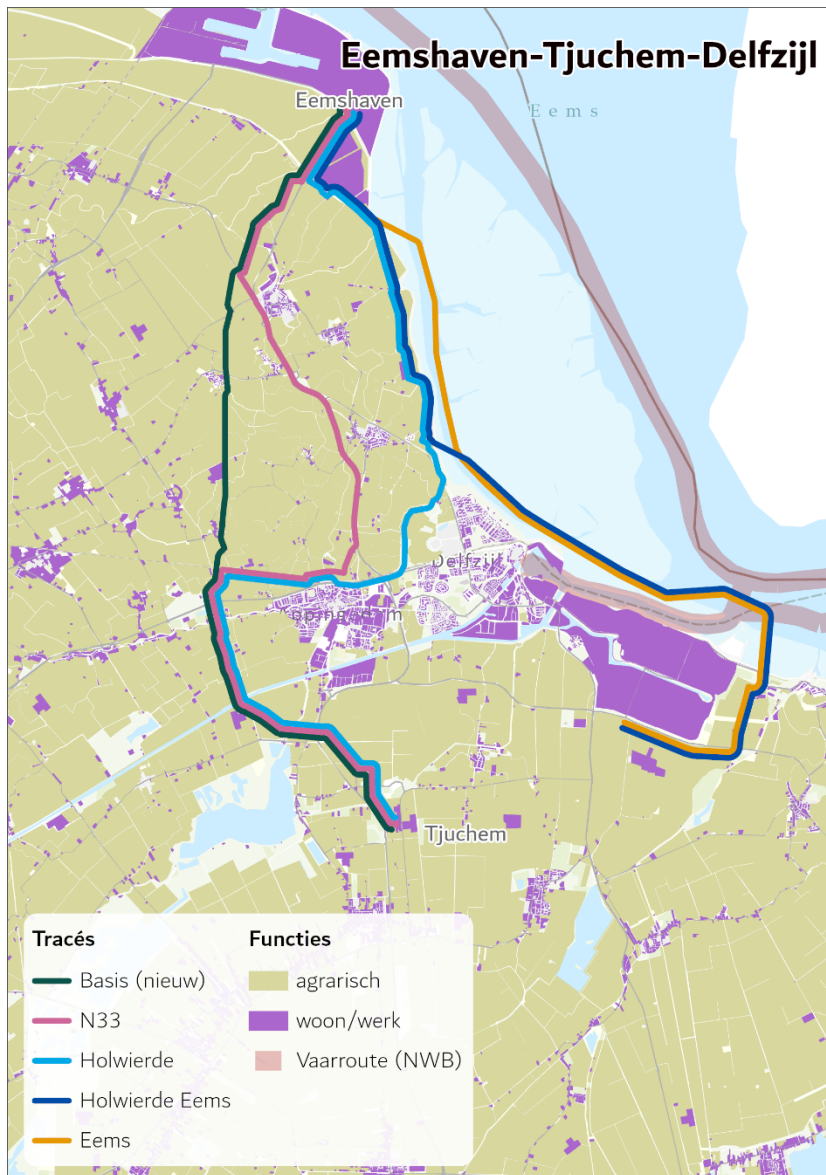 Eemshaven-Tjuchem-Delfzijl
Eemshaven
Eems
Delfzijl
Appingedam
Tjuchem
Tracés
Basis (nieuw)
N33
Holwierde
Holwierde Eems
Eems
Functies
agrarisch
woon/werk
Vaarroute (NWB)